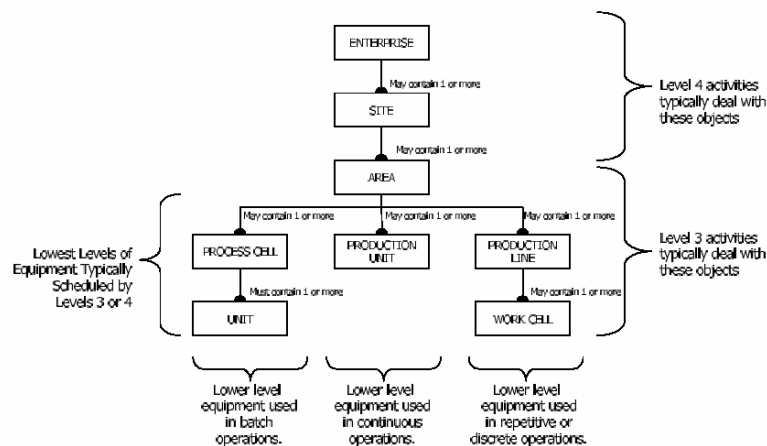 ENTERPRISE
May contain 1 or more
SITE
May contain 1 or more
AREA
Level 4 activities
typically deal with
these objects
May contain 1 or more
May contain 1 or more
May contain 1 or more
PROCESS CELL
PRODUCTION
UNIT
PRODUCTION
LINE
Must contain 1 or more
May contain 1 or more
UNIT
WORK CELL
Lowest Levels of
Equipment Typically
Scheduled by
Levels 3 or 4
Level 3 activities
typically deal with
these objects
Lower level
equipment used
in batch
operations.
Lower level
equipment used
in continuous
operations.
Lower level
equipment used
in repetitive or
discrete operations.